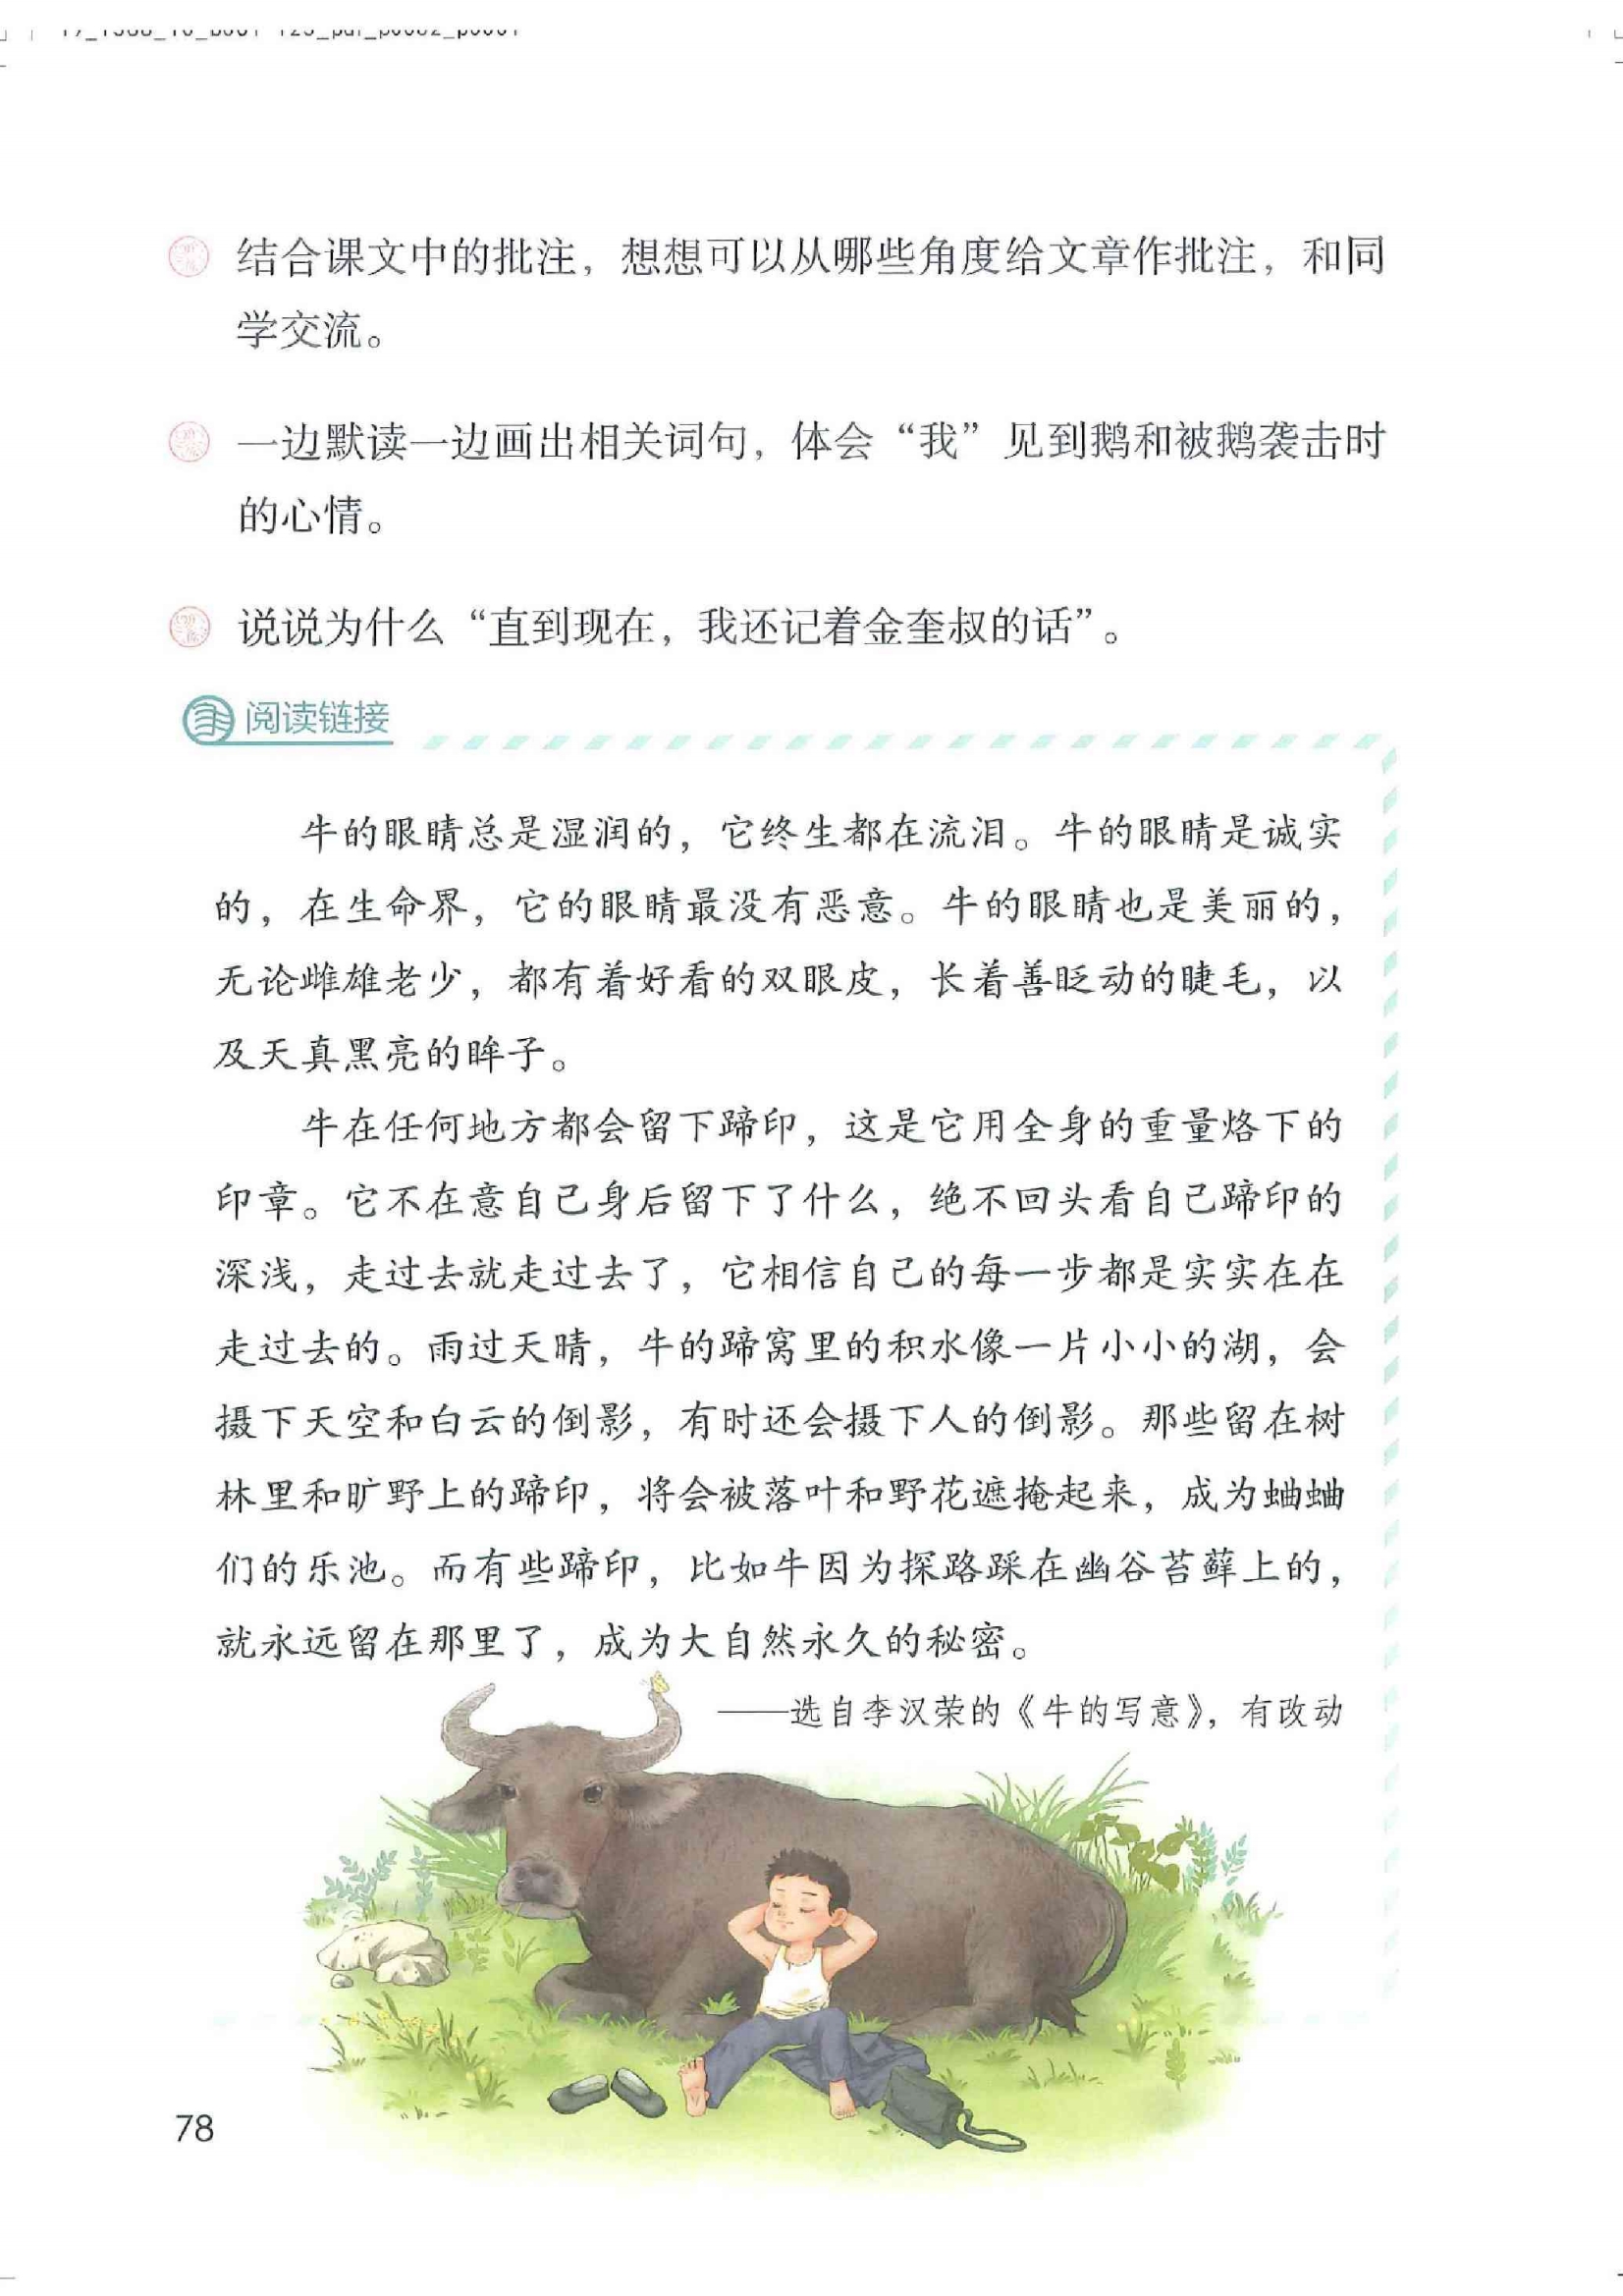 结合课文中的批注，想想可以从哪些角度给文章作批注，和同
学交流。
一边默读一边画出相关词句，体会“我”见到鹅和被鹅袭击时
的心情。
说说为什么“直到现在，我还记着金奎叔的话”。
阅读链接
牛的眼睛总是湿润的，它终生都在流泪。牛的眼睛是诚实
的，在生命界，它的眼睛最没有恶意。牛的眼睛也是美丽的，
无论雌雄老少，都有着好看的双眼皮，长着善眨动的睫毛，以
及天真黑亮的眸子。
牛在任何地方都会留下蹄印，这是它用全身的重量烙下的
印章。它不在意自己身后留下了什么，绝不回头看自己蹄印的
深浅，走过去就走过去了，它相信自己的每一步都是实实在在
走过去的。雨过天晴，牛的蹄窝里的积水像一片小小的湖，会
摄下天空和白云的倒影，有时还会摄下人的倒影。那些留在树
林里和旷野上的蹄印，将会被落叶和野花遮掩起来，成为蛐蛐
们的乐池。而有些蹄印，比如牛因为探路踩在幽谷苔藓上的，
就永远留在那里了，成为大自然永久的秘密。
——选自李汉荣的《牛的写意》，有改动
78